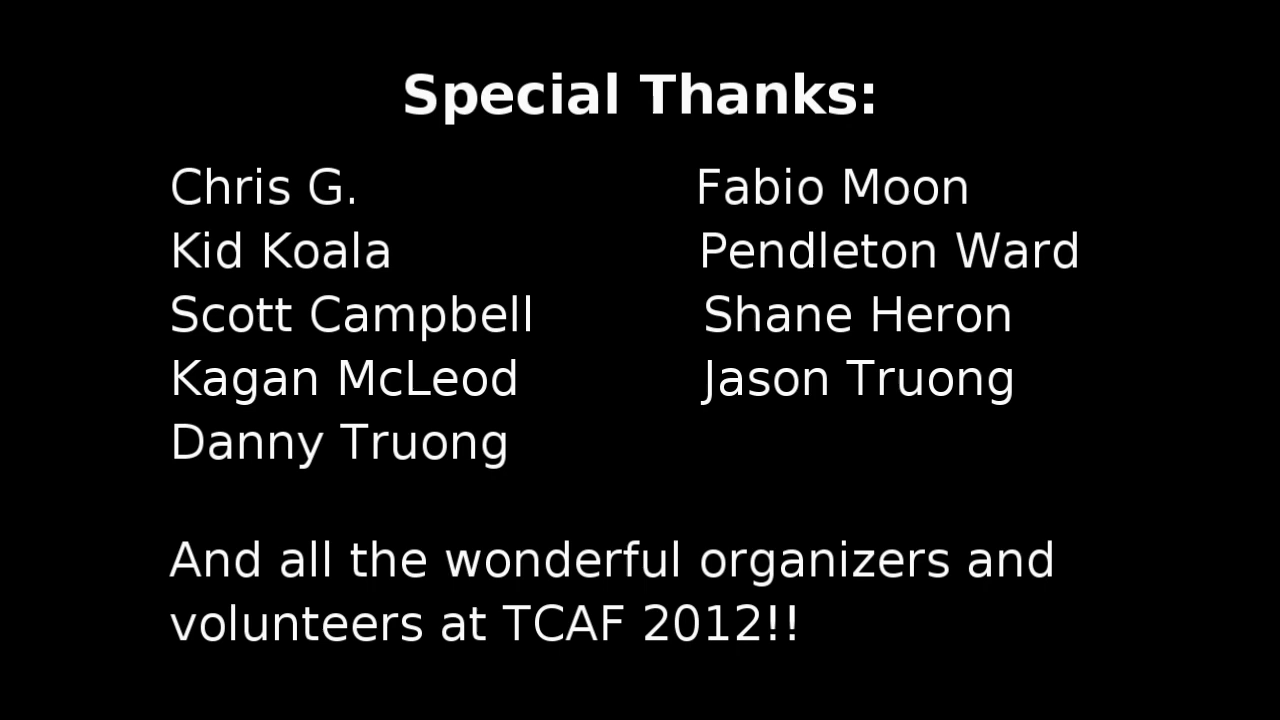 Special Thanks:
Chris G. Fabio Moon
Kid Koala Pendleton Ward
Scott Campbell Shane Heron
Kagan McLeod Jason Truong
Danny Truong
And all the wonderful organizers and
volunteers at TCAF 2012!!